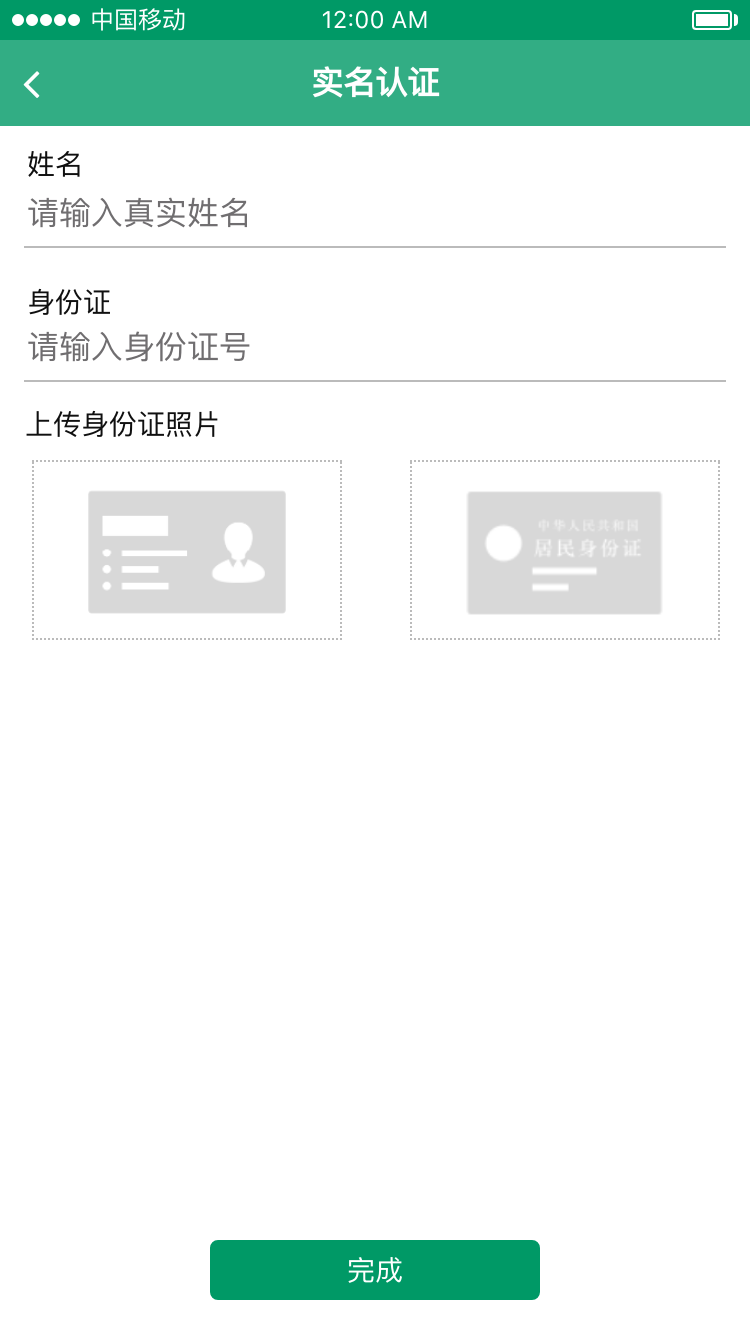 中国移动 12:00 AM
实名认证
姓名
请输入真实姓名
身份证
请输入身份证号
上传身份证照片
中华人民共和国
居民身份证
完成